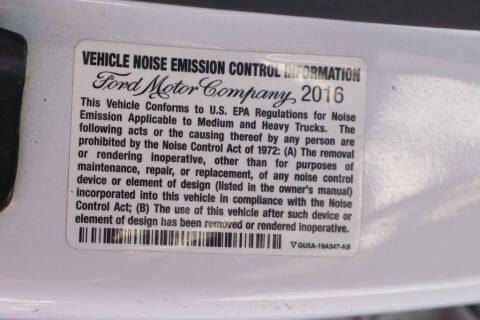 VEHICLE NOISE EMISSION CONTROL INFORMATION
Ford Motor Company 2016
This Vehicle Conforms to U.S. EPA Regulations for Noise
Emission Applicable to Medium and Heavy Trucks. The
following acts or the causing thereof by any person are
prohibited by the Noise Control Act of 1972: (A) The removal
or rendering inoperative, other than for purposes of
maintenance, repair, or replacement, of any noise control
device or element of design (listed in the owner's manual)
incorporated into this vehicle in compliance with the Noise
Control Act; (B) The use of this vehicle after such device or
element of design has been removed or rendered inoperative.
▽ GU5A-19A347-AB